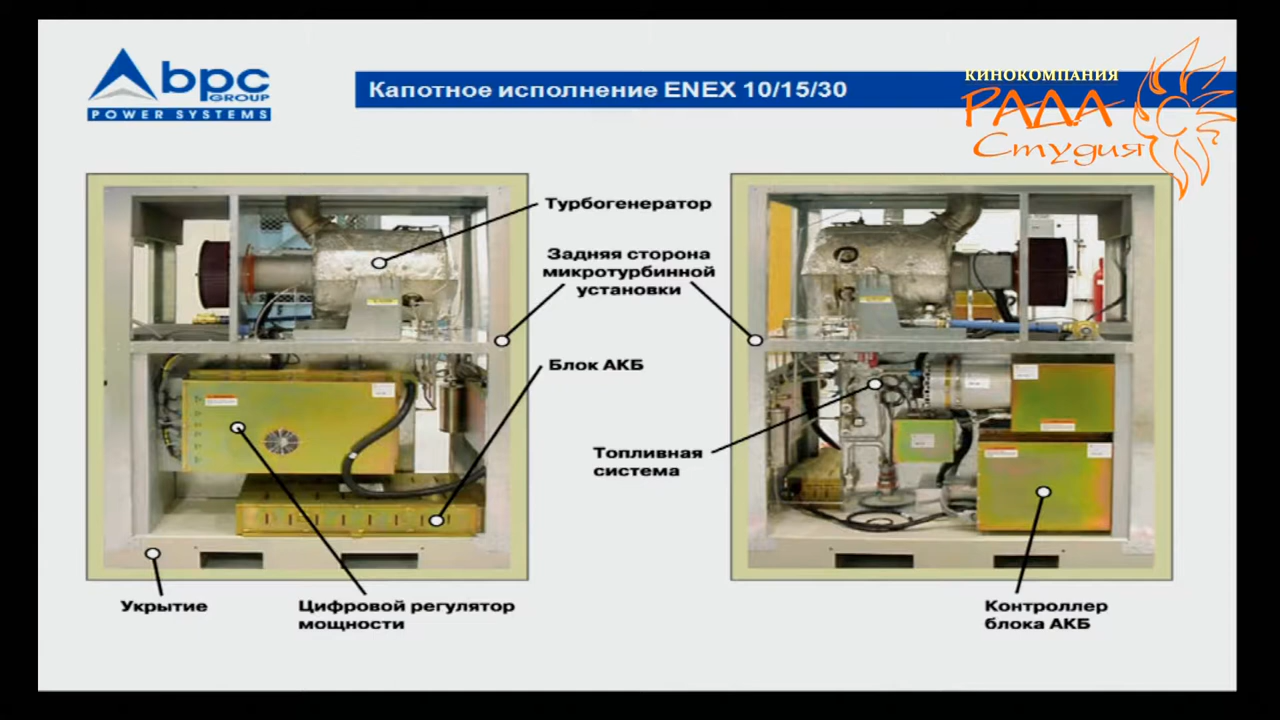 bpc
GROUP
POWER SYSTEMS
Капотное исполнение ENEX 10/15/30
КИНОКОМПАНИЯ
РАДА
Студия
Турбогенератор
Задняя сторона
микротурбинной
установки
Блок АКБ
Топливная
система
Укрытие
Цифровой регулятор
мощности
Контроллер
блока АКБ